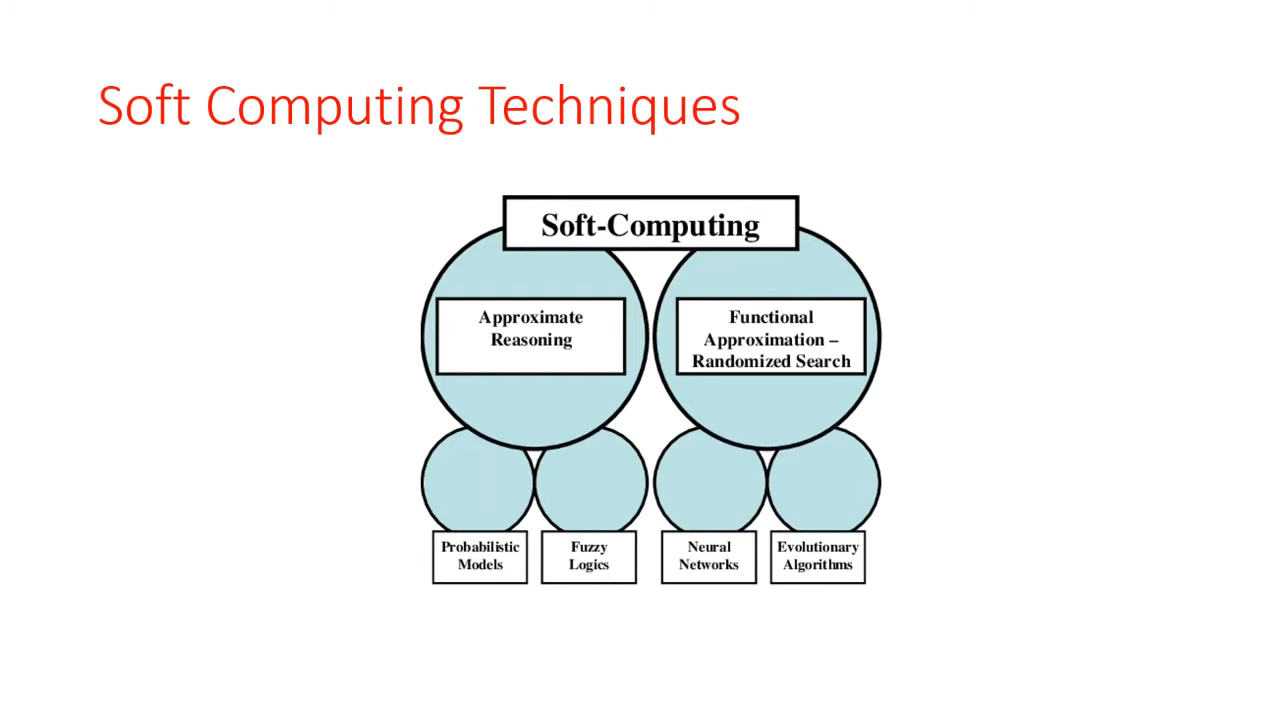 Soft Computing Techniques
Soft-Computing
Approximate
Reasoning
Functional
Approximation –
Randomized Search
Probabilistic
Models
Fuzzy
Logics
Neural
Networks
Evolutionary
Algorithms